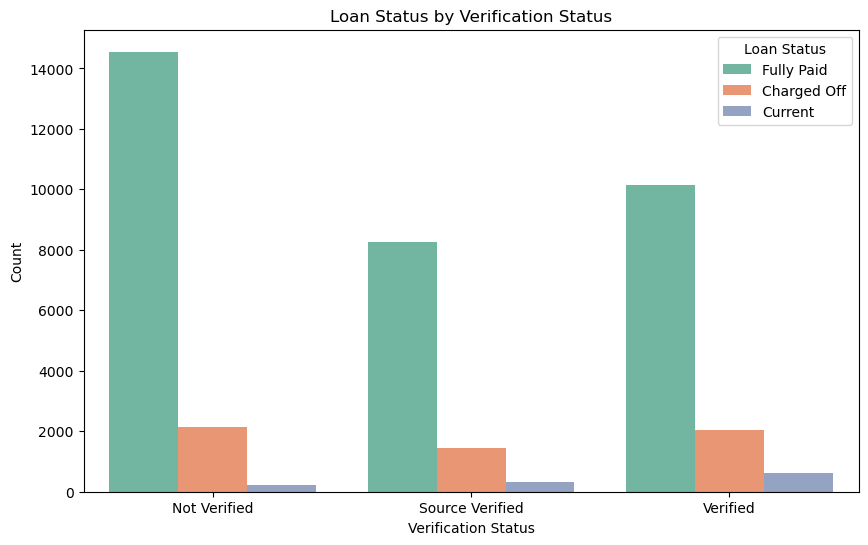 Loan Status by Verification Status
Loan Status
Fully Paid
Charged Off
Current
Count
14000
12000
10000
8000
6000
4000
2000
0
Not Verified
Source Verified
Verified
Verification Status